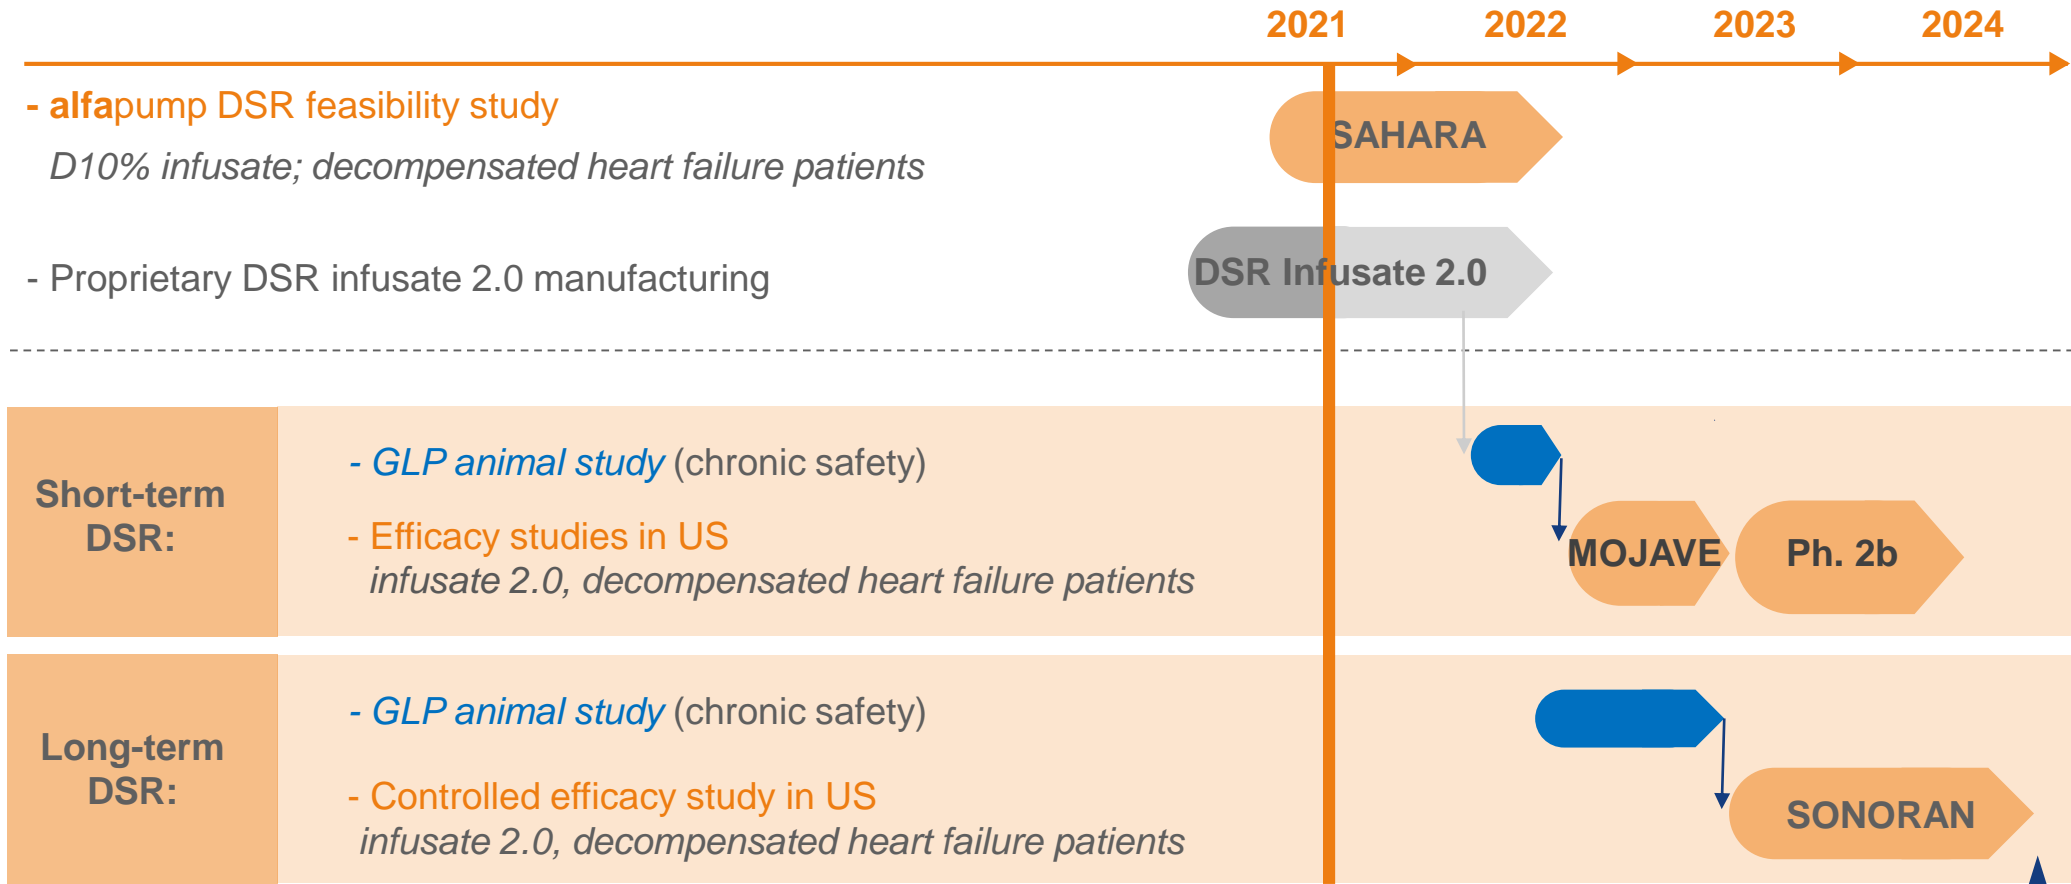 2021 2022 2023 2024
- alfapump DSR feasibility study
D10% infusate; decompensated heart failure patients
SAHARA
- Proprietary DSR infusate 2.0 manufacturing
DSR Infusate 2.0
Short-term
DSR:
- GLP animal study (chronic safety)
- Efficacy studies in US
infusate 2.0, decompensated heart failure patients
MOJAVE
Ph. 2b
Long-term
DSR:
- GLP animal study (chronic safety)
- Controlled efficacy study in US
infusate 2.0, decompensated heart failure patients
SONORAN